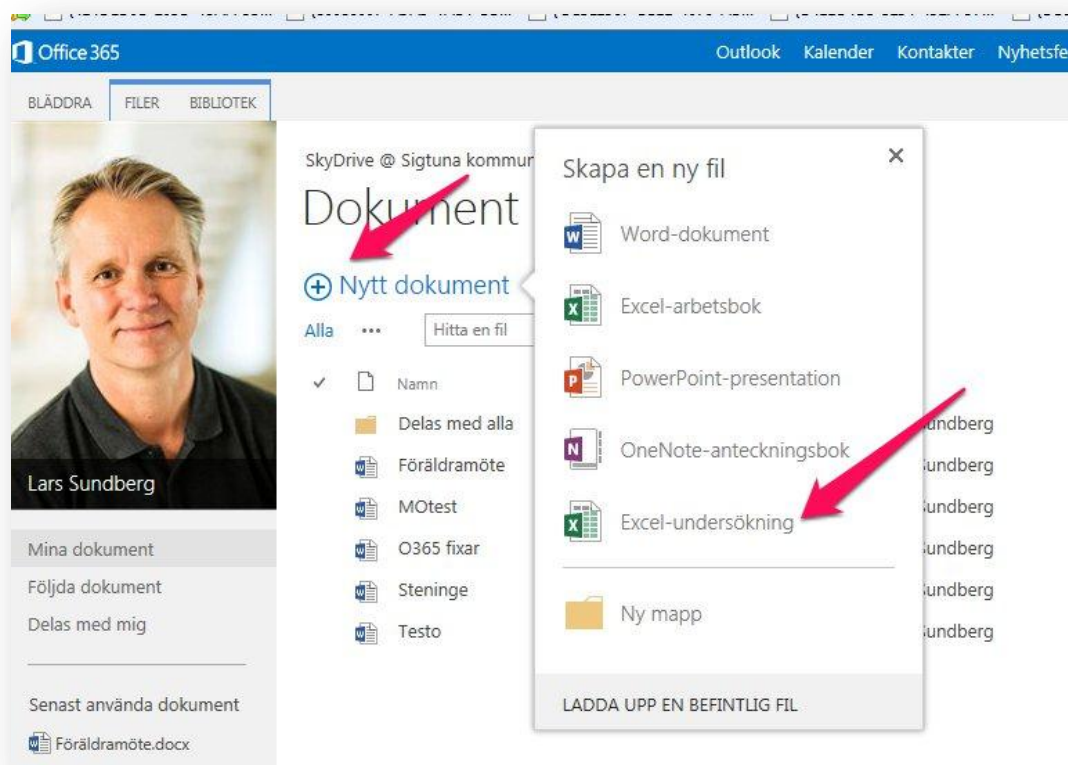 Office 365
Outlook Kalender Kontakter
BLÄDDRA FILER BIBLIOTEK
SkyDrive @ Sigtuna kommun
Dokument
Nytt dokument
Alla ... Hitta en fil
Namn
Delas med alla
Föräldramöte
MOtest
O365 fixar
Steninge
Testo
Lars Sundberg
Mina dokument
Följda dokument
Delas med mig
Senast använda dokument
Föräldramöte.docx
Skapa en ny fil
Word-dokument
Excel-arbetsbok
PowerPoint-presentation
OneNote-anteckningsbok
Excel-undersökning
Ny mapp
LADDA UPP EN BEFINTLIG FIL